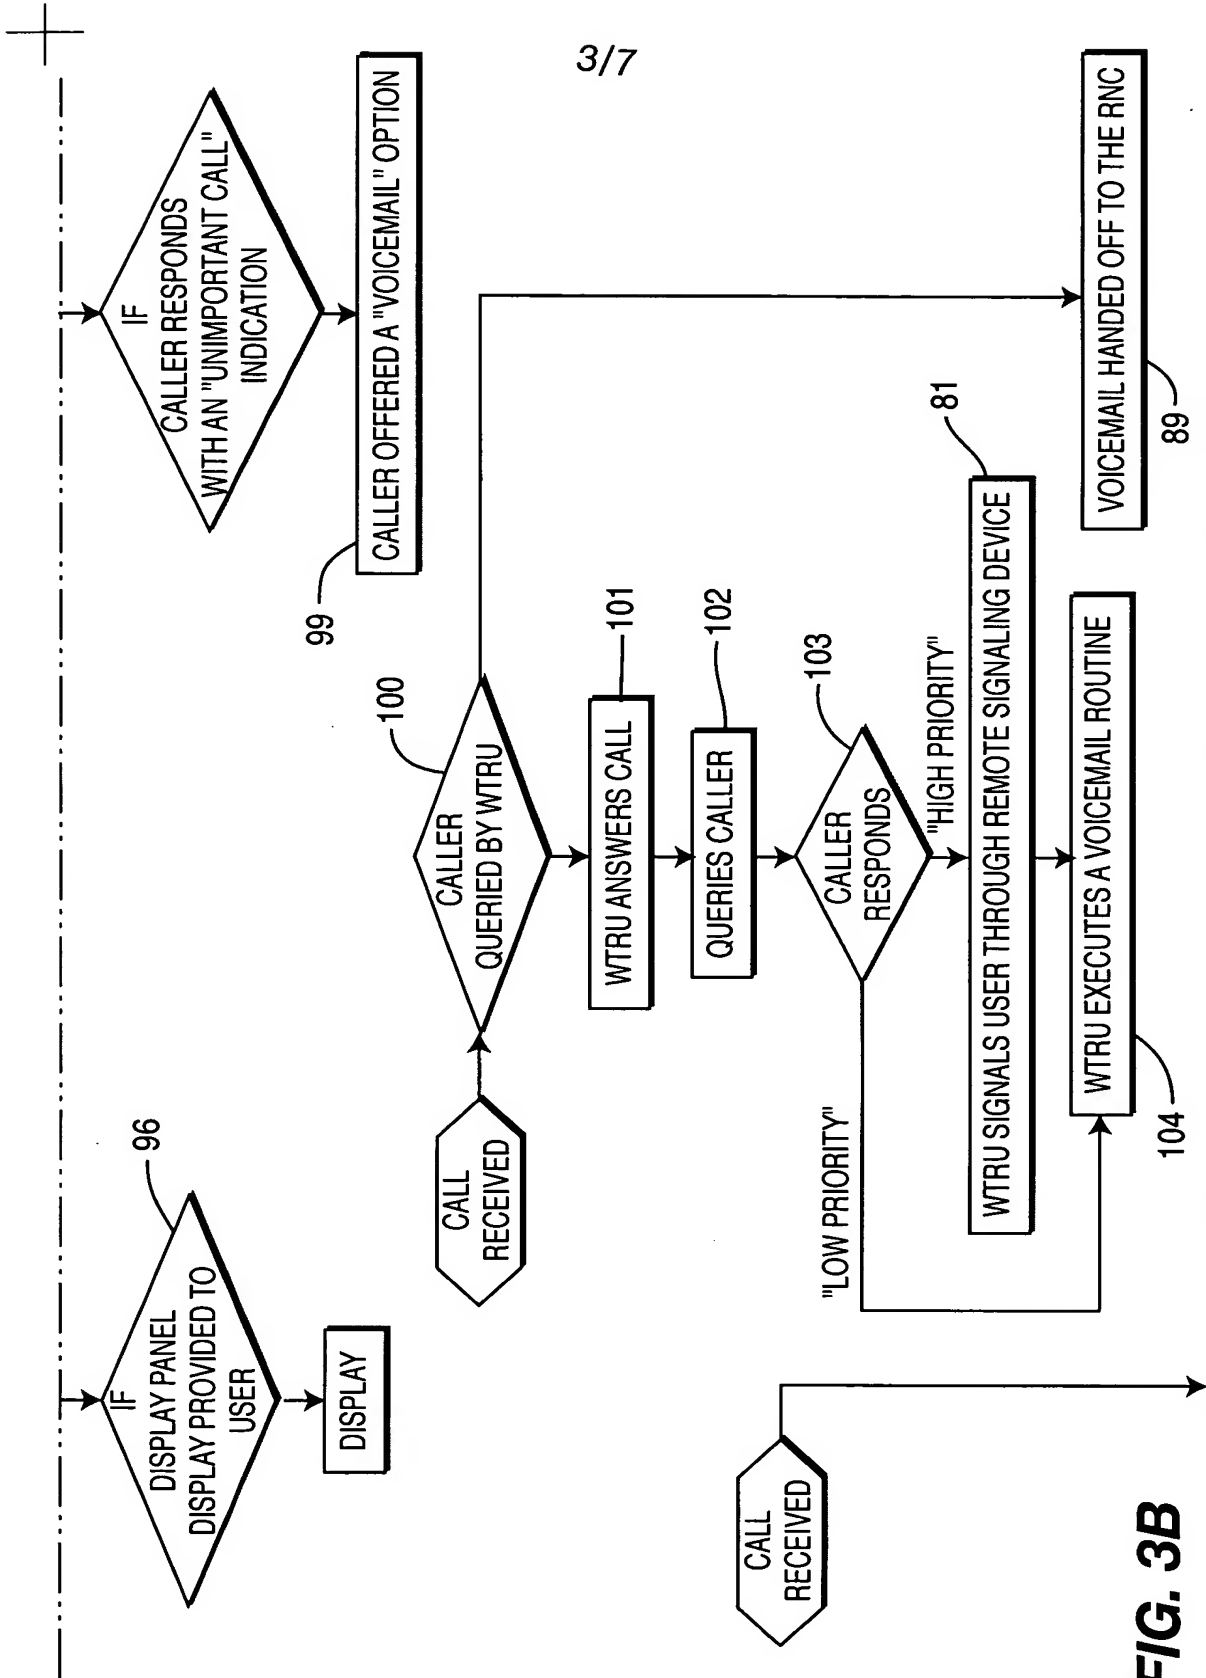 3/7
IF
DISPLAY PANEL
DISPLAY PROVIDED TO
USER
96
DISPLAY
IF
CALLER RESPONDS
WITH AN "UNIMPORTANT CALL"
INDICATION
99
CALLER OFFERED A "VOICEMAIL" OPTION
CALL
RECEIVED
CALLER
QUERIED BY WTRU
100
WTRU ANSWERS CALL
101
QUERIES CALLER
102
CALLER
RESPONDS
103
"LOW PRIORITY"
"HIGH PRIORITY"
WTRU SIGNALS USER THROUGH REMOTE SIGNALING DEVICE
81
WTRU EXECUTES A VOICEMAIL ROUTINE
104
VOICEMAIL HANDED OFF TO THE RNC
89
CALL
RECEIVED
FIG. 3B